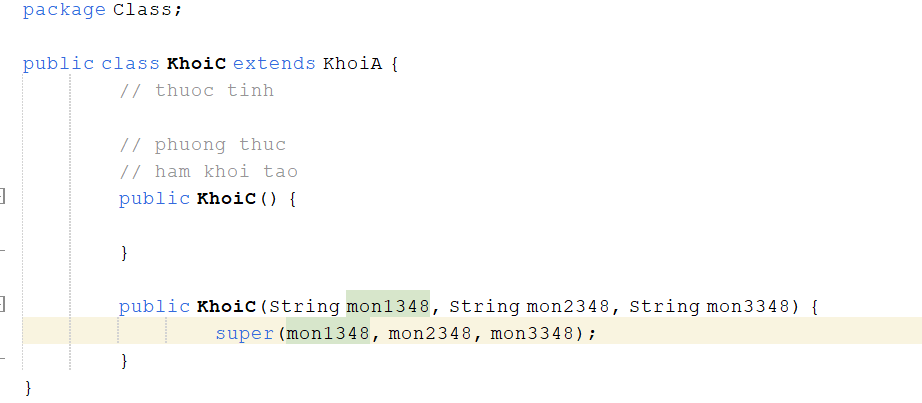 package Class;
public class KhoiC extends KhoiA {
// thuoc tinh
// phuong thuc
// ham khoi tao
public KhoiC() {
}
public KhoiC(String mon1348, String mon2348, String mon3348) {
super(mon1348, mon2348, mon3348);
}
}